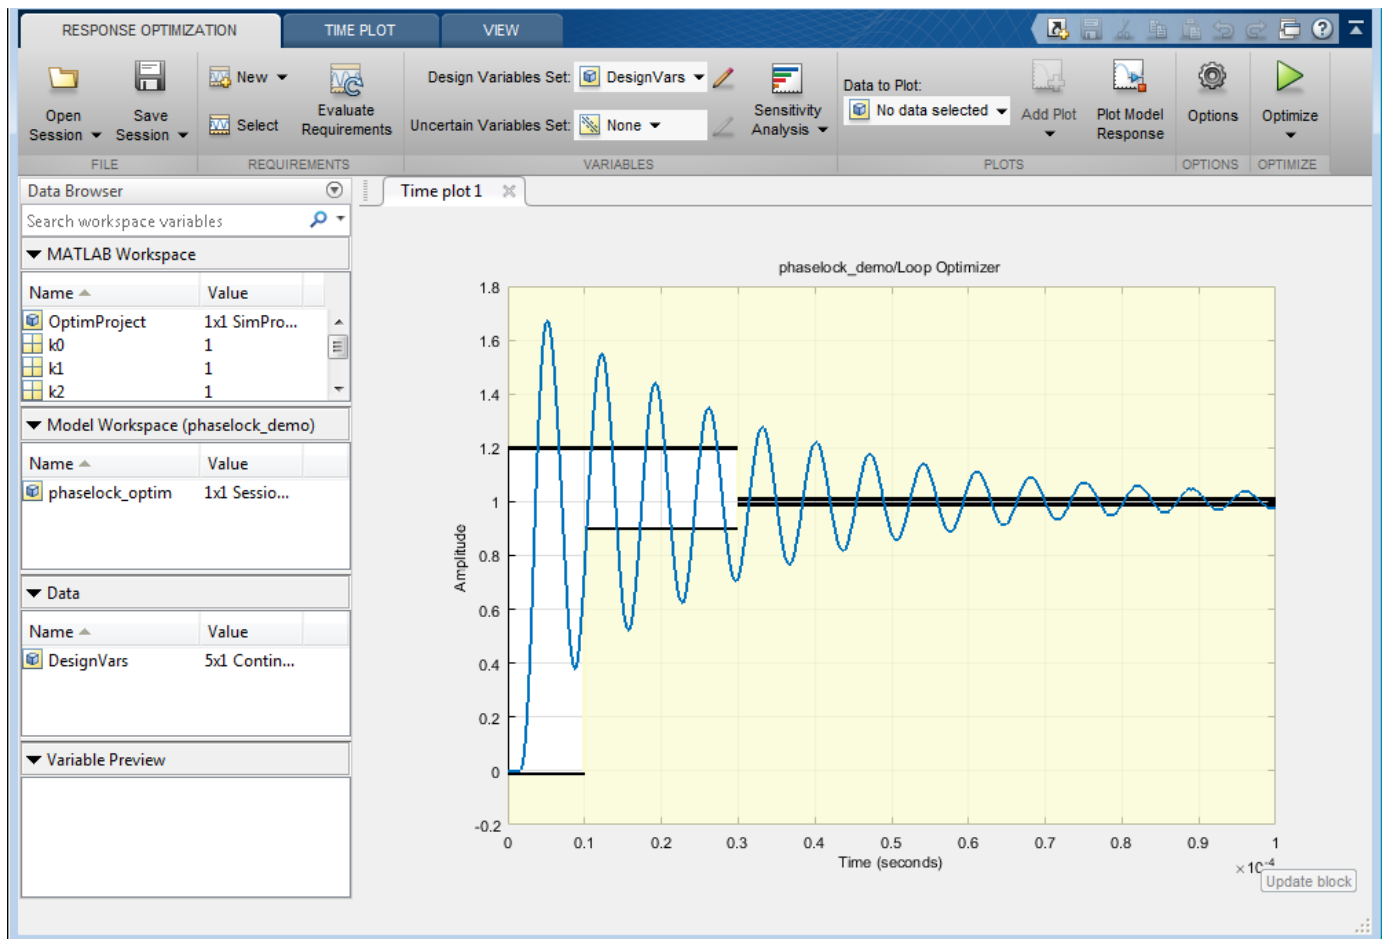 RESPONSE OPTIMIZATION TIME PLOT VIEW
New Design Variables Set: DesignVars Data to Plot:
No data selected
Open Session Save Session Select Evaluate Requirements Uncertain Variables Set: None Sensitivity Analysis Add Plot Plot Model Response Options Optimize
FILE REQUIREMENTS VARIABLES PLOTS OPTIONS OPTIMIZE
Data Browser Time plot 1
Search workspace variables
MATLAB Workspace
Name Value
OptimProject 1x1 SimPro...
k0 1
k1 1
k2 1
Model Workspace (phaselock_demo)
Name Value
phaselock_optim 1x1 Sessio...
Data
Name Value
DesignVars 5x1 Contin...
Variable Preview
phaselock_demo/Loop Optimizer
1.8
1.6
1.4
1.2
1
0.8
0.6
0.4
0.2
0
-0.2
Amplitude
0 0.1 0.2 0.3 0.4 0.5 0.6 0.7 0.8 0.9 1
Time (seconds)
×10⁻⁴
Update block